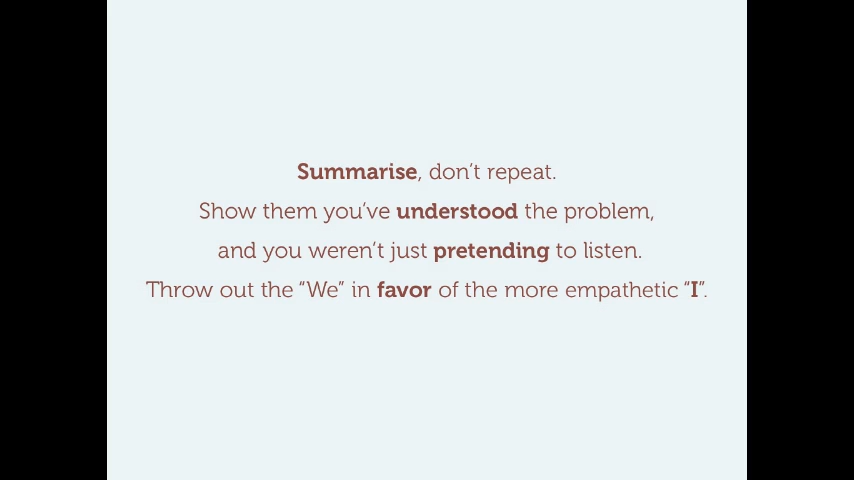 Summarise, don't repeat.
Show them you've understood the problem,
and you weren't just pretending to listen.
Throw out the “We” in favor of the more empathetic “I”.